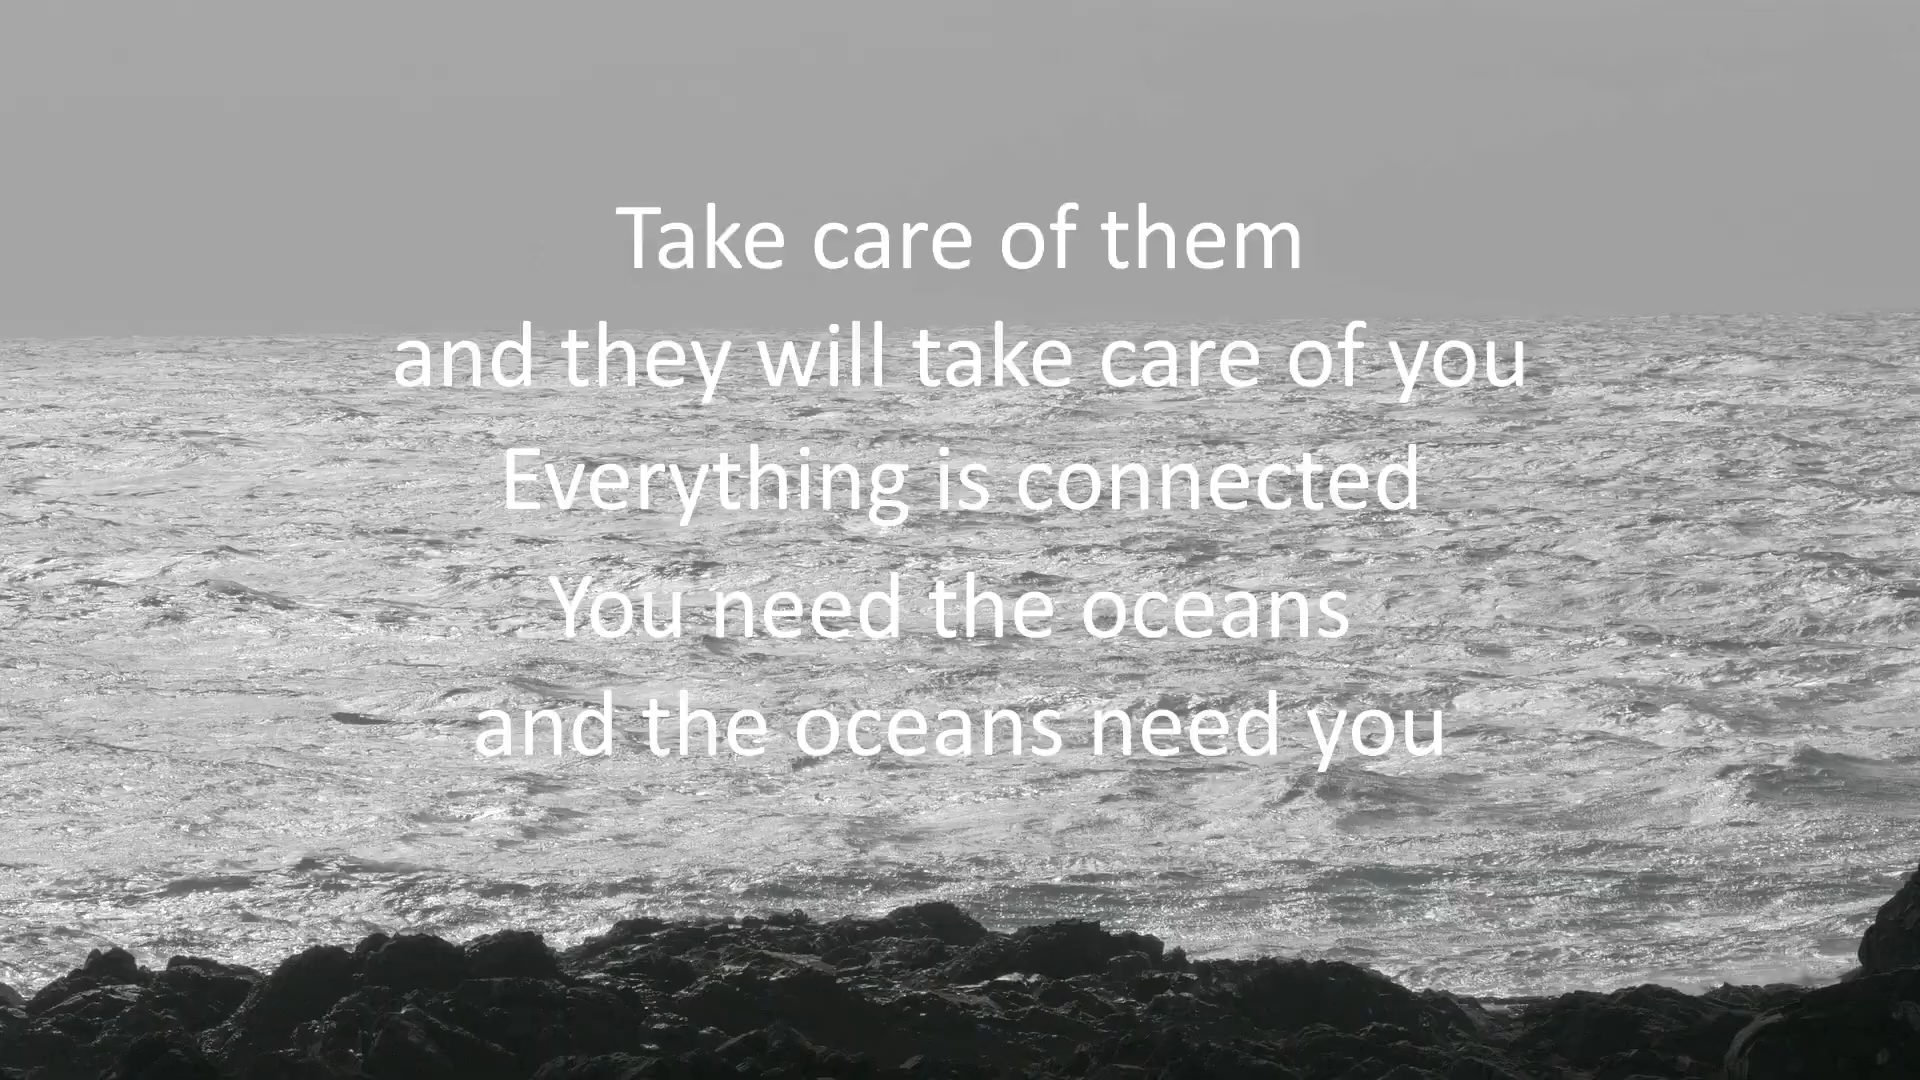 Take care of them
and they will take care of you
Everything is connected
You need the oceans
and the oceans need you